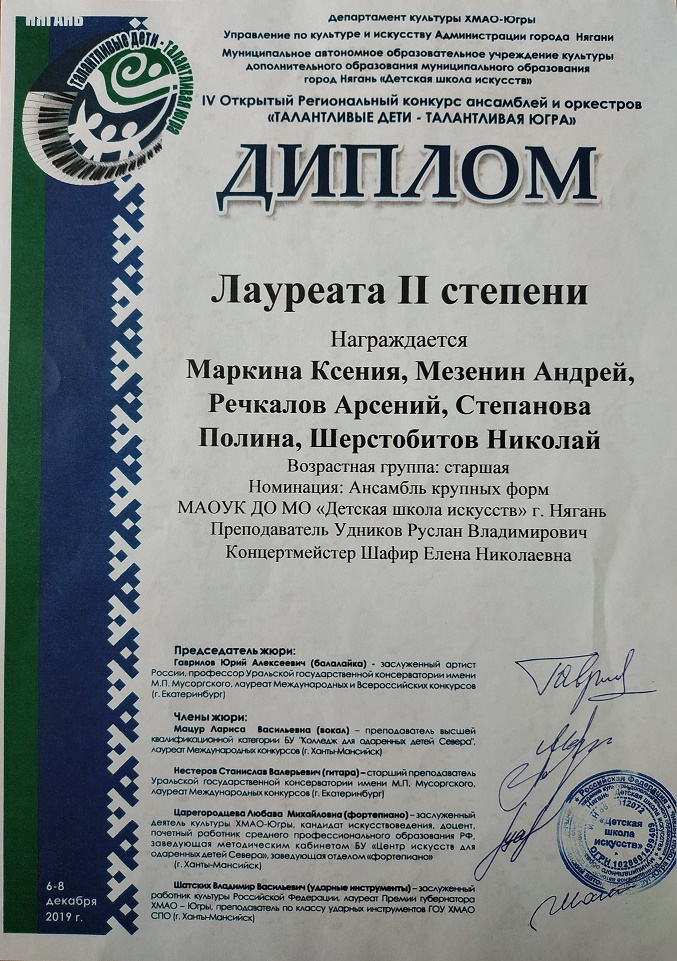 НЯГАНЬ
ТАЛАНТЛИВЫЕ ДЕТИ - ТАЛАНТЛИВАЯ ЮГРА
Департамент культуры ХМАО-Югры
Управление по культуре и искусству Администрации города Нягани
Муниципальное автономное образовательное учреждение культуры
дополнительного образования муниципального образования
город Нягань «Детская школа искусств»
IV Открытый Региональный конкурс ансамблей и оркестров
«ТАЛАНТЛИВЫЕ ДЕТИ - ТАЛАНТЛИВАЯ ЮГРА»
ДИПЛОМ
Лауреата II степени
Награждается
Маркина Ксения, Мезенин Андрей,
Речкалов Арсений, Степанова
Полина, Шерстобитов Николай
Возрастная группа: старшая
Номинация: Ансамбль крупных форм
МАОУК ДО МО «Детская школа искусств» г. Нягань
Преподаватель Удников Руслан Владимирович
Концертмейстер Шафир Елена Николаевна
Председатель жюри:
Гаврилов Юрий Алексеевич (балалайка) - заслуженный артист
России, профессор Уральской государственной консерватории имени
М.П. Мусоргского, лауреат Международных и Всероссийских конкурсов
(г. Екатеринбург)
Члены жюри:
Мацур Лариса Васильевна (вокал) – преподаватель высшей
квалификационной категории БУ "Колледж для одаренных детей Севера",
лауреат Международных конкурсов (г. Ханты-Мансийск)
Нестеров Станислав Валерьевич (гитара) – старший преподаватель
Уральской государственной консерватории имени М.П. Мусоргского,
лауреат Международных конкурсов (г. Екатеринбург)
Царегородцева Любава Михайловна (фортепиано) – заслуженный
деятель культуры ХМАО-Югры, кандидат искусствоведения, доцент,
почетный работник среднего профессионального образования РФ,
заведующая методическим кабинетом БУ «Центр искусств для
одаренных детей Севера», заведующая отделом «фортепиано»
(г. Ханты-Мансийск)
Шатских Владимир Васильевич (ударные инструменты) – заслуженный
работник культуры Российской Федерации, лауреат Премии губернатора
ХМАО – Югры, преподаватель по классу ударных инструментов ГОУ ХМАО
СПО (г. Ханты-Мансийск)
6-8
декабря
2019 г.
Российская Федерация
«Детская
школа
искусств»